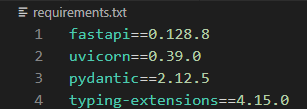 requirements.txt
1 fastapi==0.128.8
2 uvicorn==0.39.0
3 pydantic==2.12.5
4 typing-extensions==4.15.0